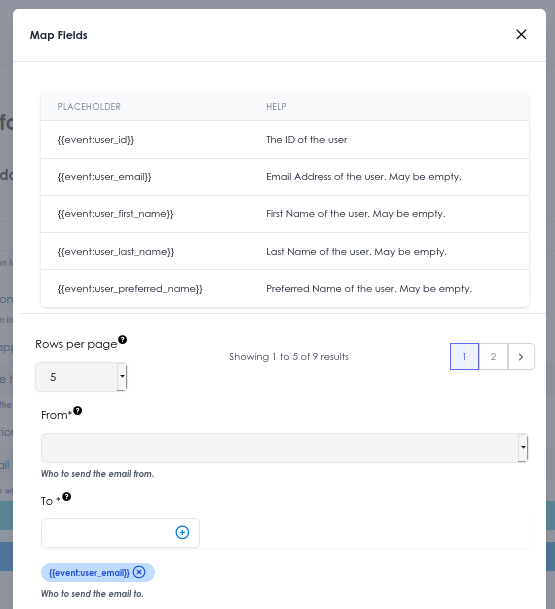 Map Fields
PLACEHOLDER HELP
{{event:user_id}} The ID of the user
{{event:user_email}} Email Address of the user. May be empty.
{{event:user_first_name}} First Name of the user. May be empty.
{{event:user_last_name}} Last Name of the user. May be empty.
{{event:user_preferred_name}} Preferred Name of the user. May be empty.
Rows per page ?
Showing 1 to 5 of 9 results
1 2
5
From* ?
Who to send the email from.
To * ?
{{event:user_email}}
Who to send the email to.